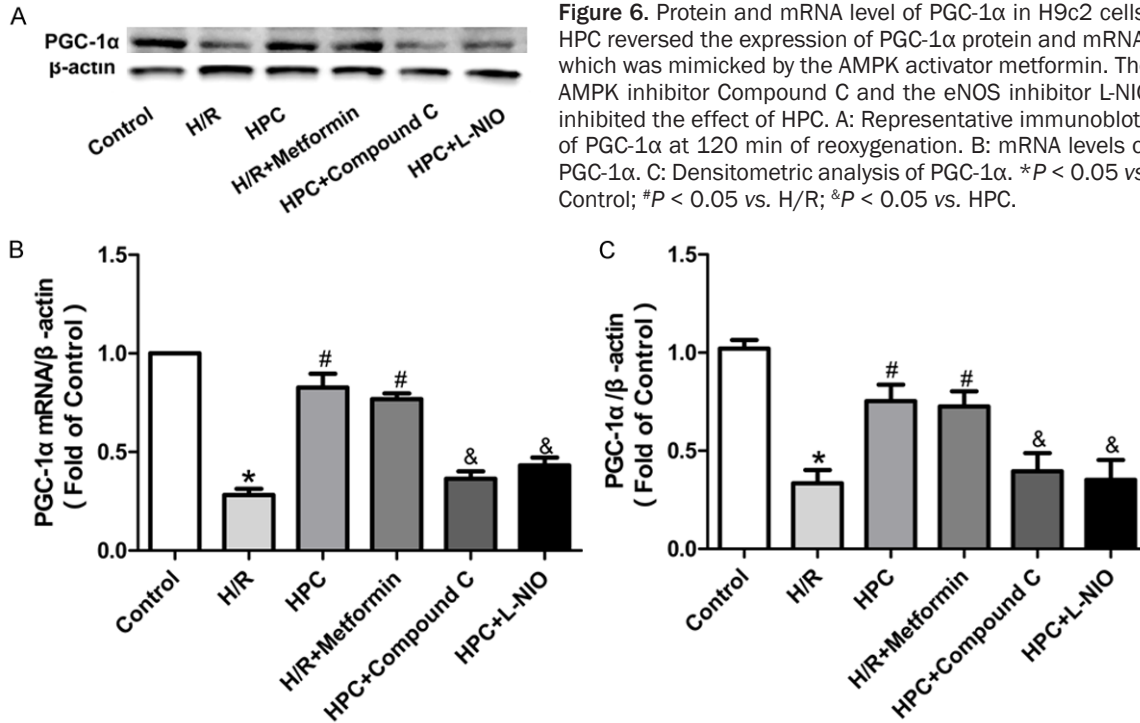 A
PGC-1α
β-actin
Control
H/R
HPC
H/R+Metformin
HPC+Compound C
HPC+L-NIO
Figure 6. Protein and mRNA level of PGC-1α in H9c2 cells
HPC reversed the expression of PGC-1α protein and mRNA
which was mimicked by the AMPK activator metformin. The
AMPK inhibitor Compound C and the eNOS inhibitor L-NIO
inhibited the effect of HPC. A: Representative immunoblot
of PGC-1α at 120 min of reoxygenation. B: mRNA levels o
PGC-1α. C: Densitometric analysis of PGC-1α. *P < 0.05 vs
Control; #P < 0.05 vs. H/R; &P < 0.05 vs. HPC.
B
PGC-1α mRNA/β -actin
( Fold of Control )
1.5
1.0
0.5
0.0
*
#
#
&
&
Control
H/R
HPC
H/R+Metformin
HPC+Compound C
HPC+L-NIO
C
PGC-1α /β -actin
( Fold of Control )
1.5
1.0
0.5
0.0
*
#
#
&
&
Control
H/R
HPC
H/R+Metformin
HPC+Compound C
HPC+L-NIO